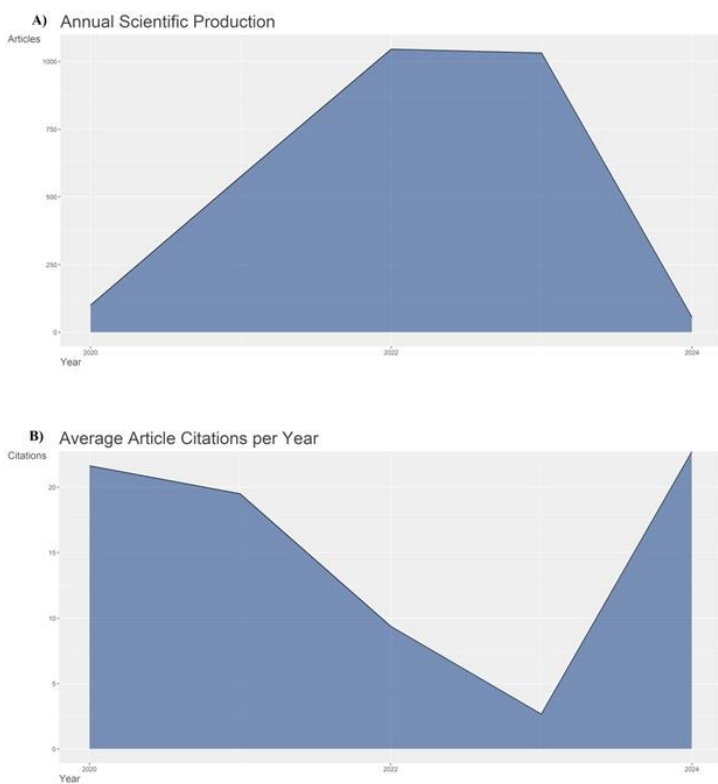 A) Annual Scientific Production
Articles
1000
750
500
250
0
2020 2022 2024
Year
B) Average Article Citations per Year
Citations
20
15
10
5
0
2020 2022 2024
Year